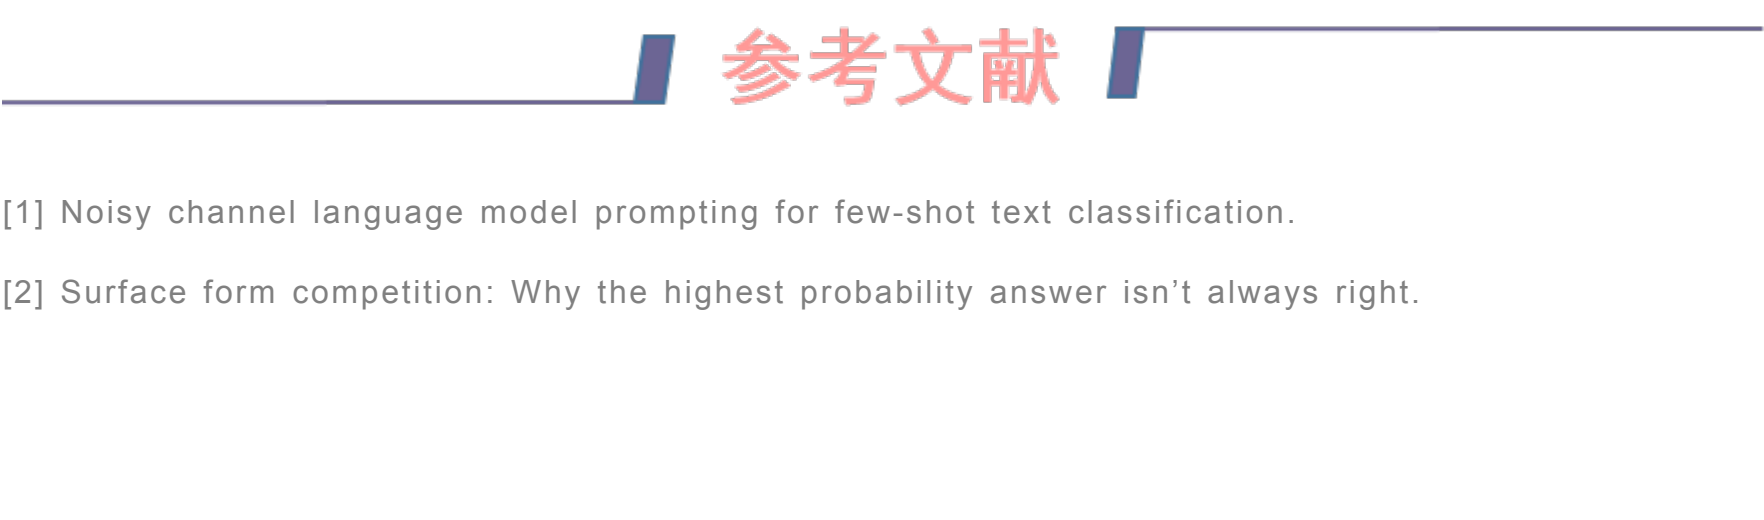 参考文献
[1] Noisy channel language model prompting for few-shot text classification.
[2] Surface form competition: Why the highest probability answer isn’t always right.